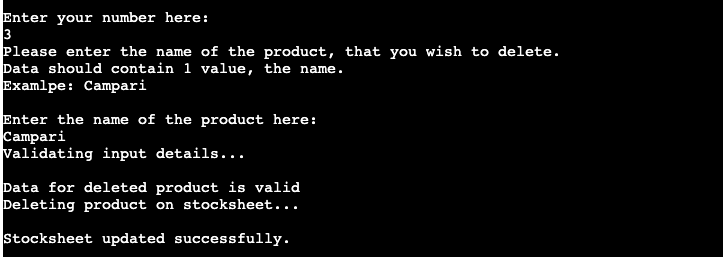 Enter your number here:
3
Please enter the name of the product, that you wish to delete.
Data should contain 1 value, the name.
Examlpe: Campari
Enter the name of the product here:
Campari
Validating input details...
Data for deleted product is valid
Deleting product on stocksheet...
Stocksheet updated successfully.